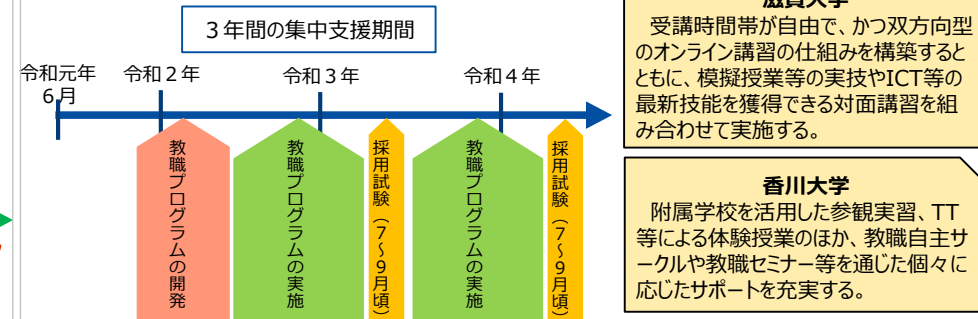 3年間の集中支援期間
令和元年
6月
令和2年
令和3年
令和4年
教職プログラムの開発
教職プログラムの実施
採用試験（7～9月頃）
教職プログラムの実施
採用試験（7～9月頃）
滋賀大学
受講時間帯が自由で、かつ双方向型
のオンライン講習の仕組みを構築すると
ともに、模擬授業等の実技やICT等の
最新技能を獲得できる対面講習を組
み合わせて実施する。
香川大学
附属学校を活用した参観実習、TT
等による体験授業のほか、教職自主サ
ークルや教職セミナー等を通じた個々に
応じたサポートを充実する。